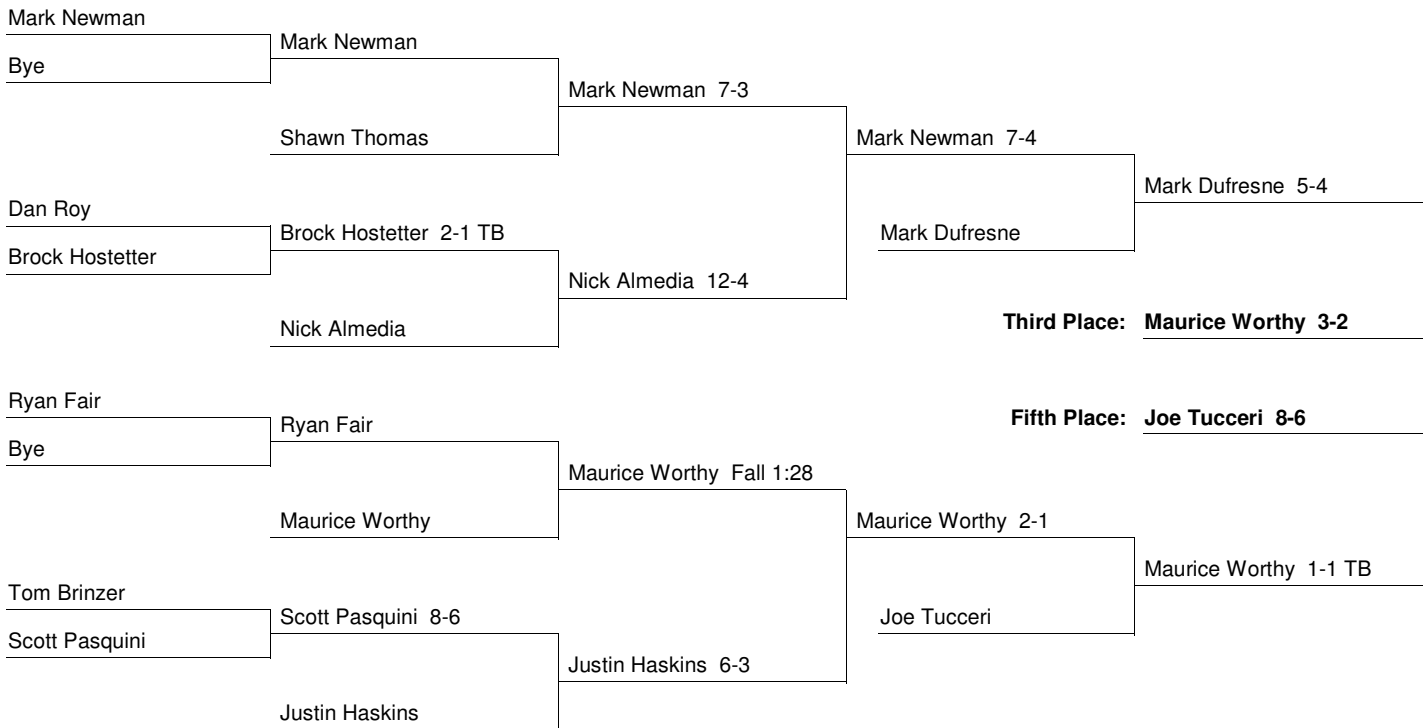 Mark Newman
Mark Newman
Bye
Mark Newman 7-3
Shawn Thomas
Mark Newman 7-4
Mark Dufresne 5-4
Dan Roy
Brock Hostetter 2-1 TB
Mark Dufresne
Brock Hostetter
Nick Almedia 12-4
Nick Almedia
Third Place: Maurice Worthy 3-2
Ryan Fair
Ryan Fair
Fifth Place: Joe Tucceri 8-6
Bye
Maurice Worthy Fall 1:28
Maurice Worthy
Maurice Worthy 2-1
Maurice Worthy 1-1 TB
Tom Brinzer
Scott Pasquini 8-6
Joe Tucceri
Scott Pasquini
Justin Haskins 6-3
Justin Haskins